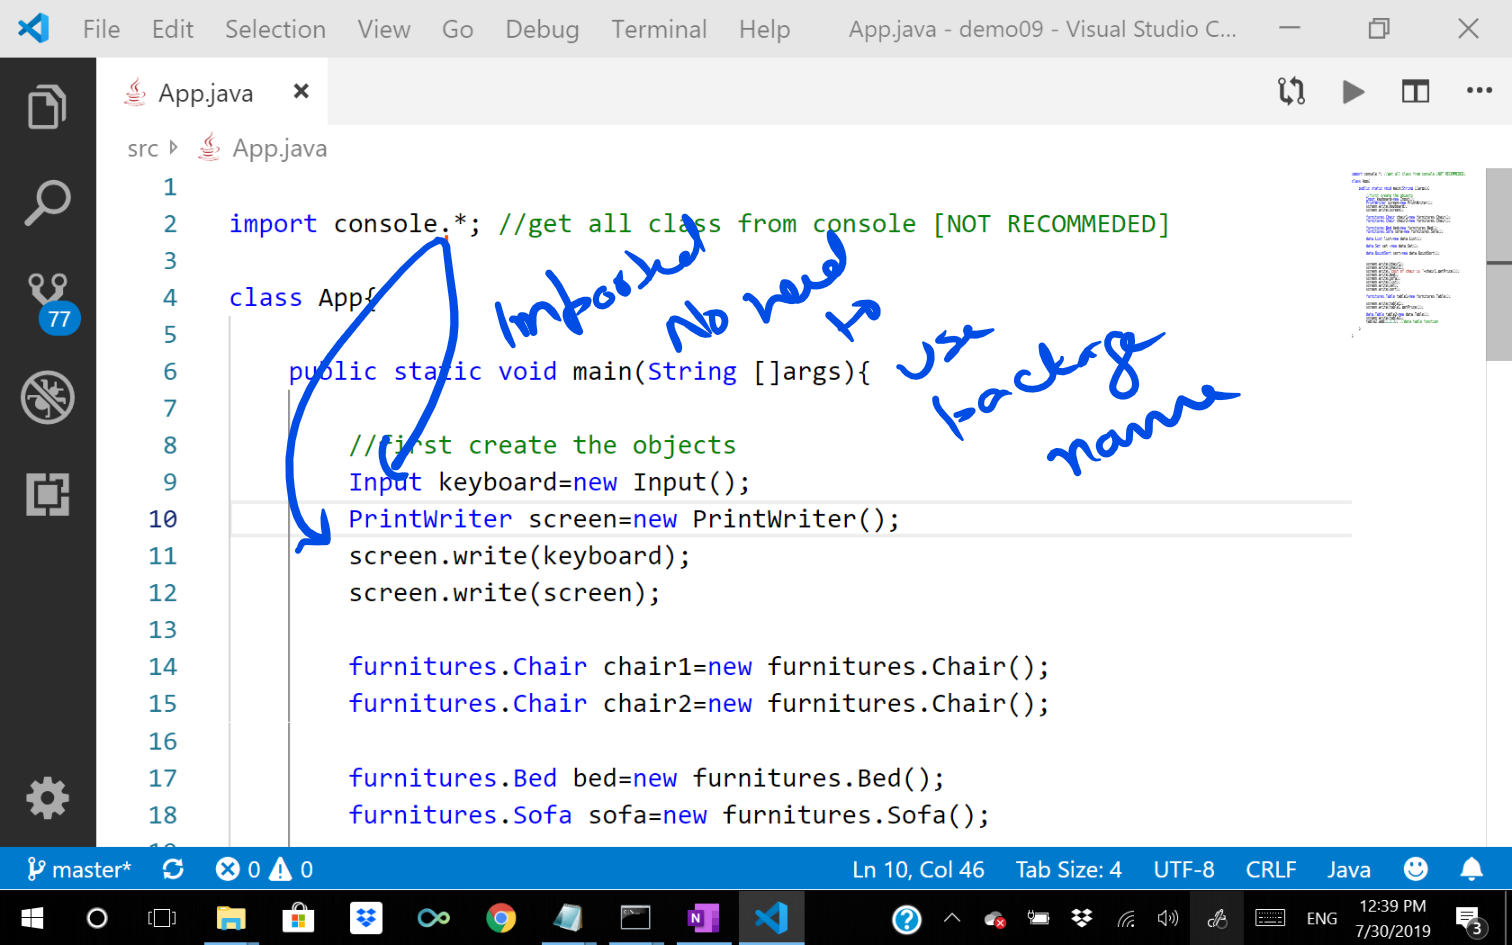 File Edit Selection View Go Debug Terminal Help App.java - demo09 - Visual Studio C...
App.java
src App.java
1
2 import console.*; //get all class from console [NOT RECOMMEDED]
3
4 class App{
5
6 public static void main(String []args){
7
8 //first create the objects
9 Input keyboard=new Input();
10 PrintWriter screen=new PrintWriter();
11 screen.write(keyboard);
12 screen.write(screen);
13
14 furnitures.Chair chair1=new furnitures.Chair();
15 furnitures.Chair chair2=new furnitures.Chair();
16
17 furnitures.Bed bed=new furnitures.Bed();
18 furnitures.Sofa sofa=new furnitures.Sofa();
Imported
No need
to
use
package
name
77
master* 0 0 Ln 10, Col 46 Tab Size: 4 UTF-8 CRLF Java
N ENG 12:39 PM
7/30/2019 3